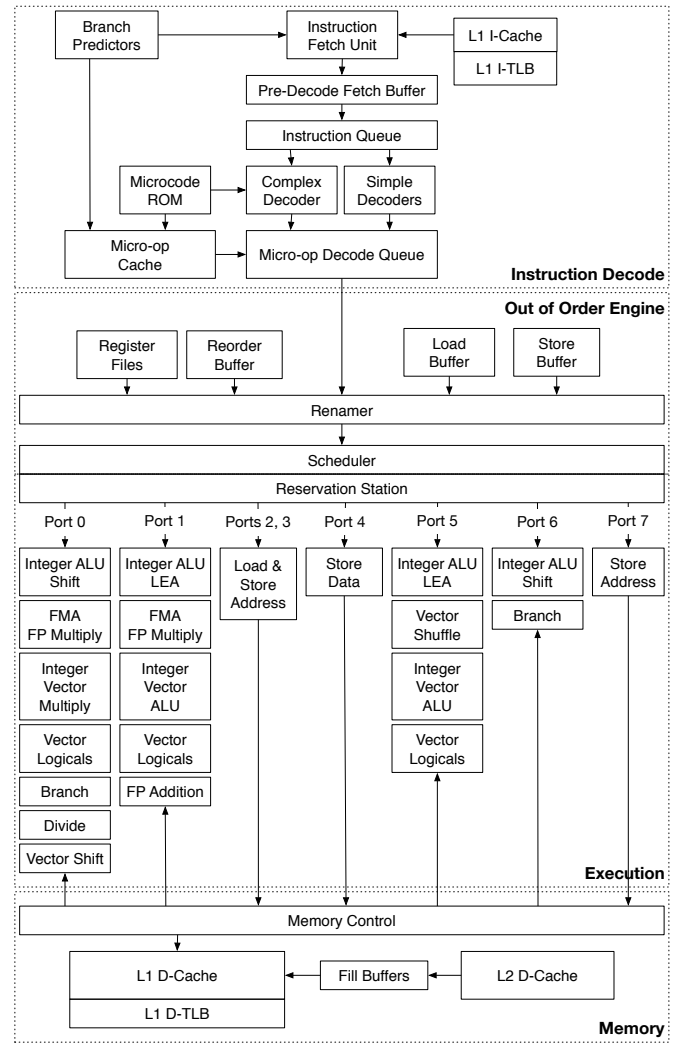 Branch
Predictors
Instruction
Fetch Unit
L1 I-Cache
L1 I-TLB
Pre-Decode Fetch Buffer
Instruction Queue
Microcode
ROM
Complex
Decoder
Simple
Decoders
Micro-op
Cache
Micro-op Decode Queue
Instruction Decode
Out of Order Engine
Register
Files
Reorder
Buffer
Load
Buffer
Store
Buffer
Renamer
Scheduler
Reservation Station
Port 0
Port 1
Ports 2, 3
Port 4
Port 5
Port 6
Port 7
Integer ALU
Shift
FMA
FP Multiply
Integer
Vector
Multiply
Vector
Logicals
Branch
Divide
Vector Shift
Integer ALU
LEA
FMA
FP Multiply
Integer
Vector
ALU
Vector
Logicals
FP Addition
Load &
Store
Address
Store
Data
Integer ALU
LEA
Vector
Shuffle
Integer
Vector
ALU
Vector
Logicals
Integer ALU
Shift
Branch
Store
Address
Execution
Memory Control
L1 D-Cache
L1 D-TLB
Fill Buffers
L2 D-Cache
Memory